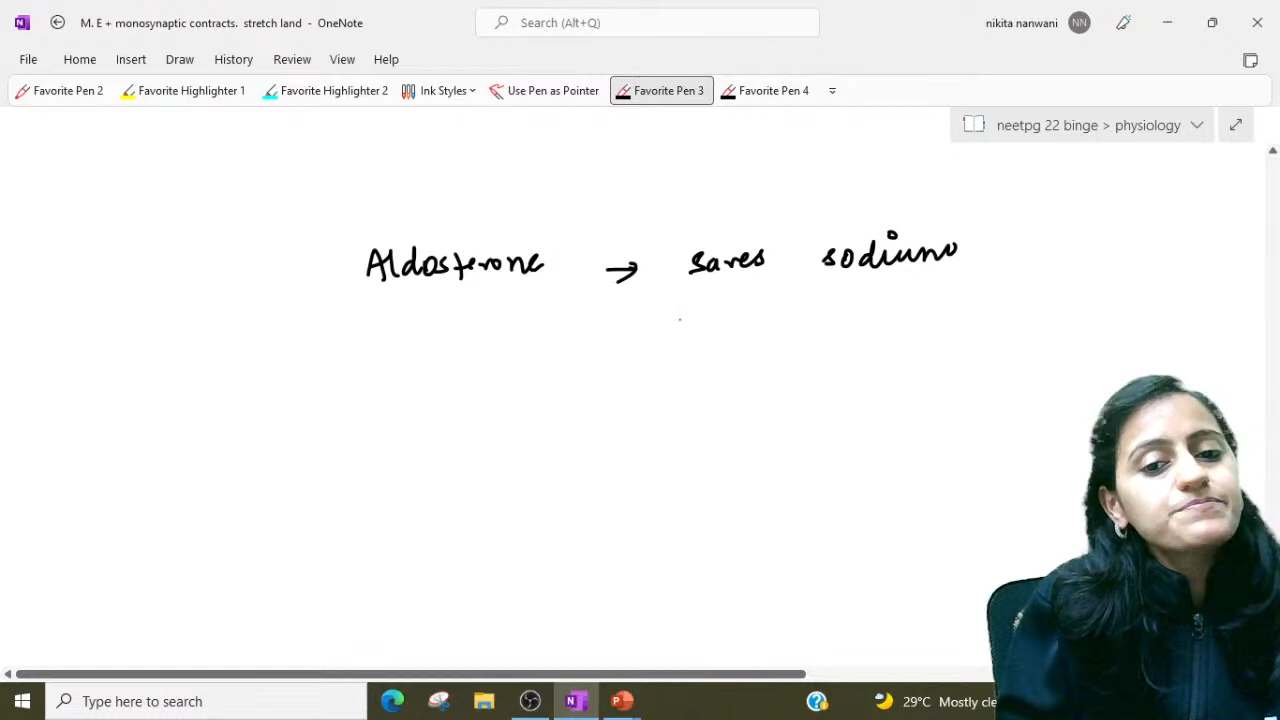 M. E + monosynaptic contracts. stretch land - OneNote
Search (Alt+Q)
nikita nanwani NN
File Home Insert Draw History Review View Help
Favorite Pen 2 Favorite Highlighter 1 Favorite Highlighter 2 Ink Styles Use Pen as Pointer Favorite Pen 3 Favorite Pen 4
neetpg 22 binge > physiology
Aldosterone → saves sodium
Type here to search
29°C Mostly cle